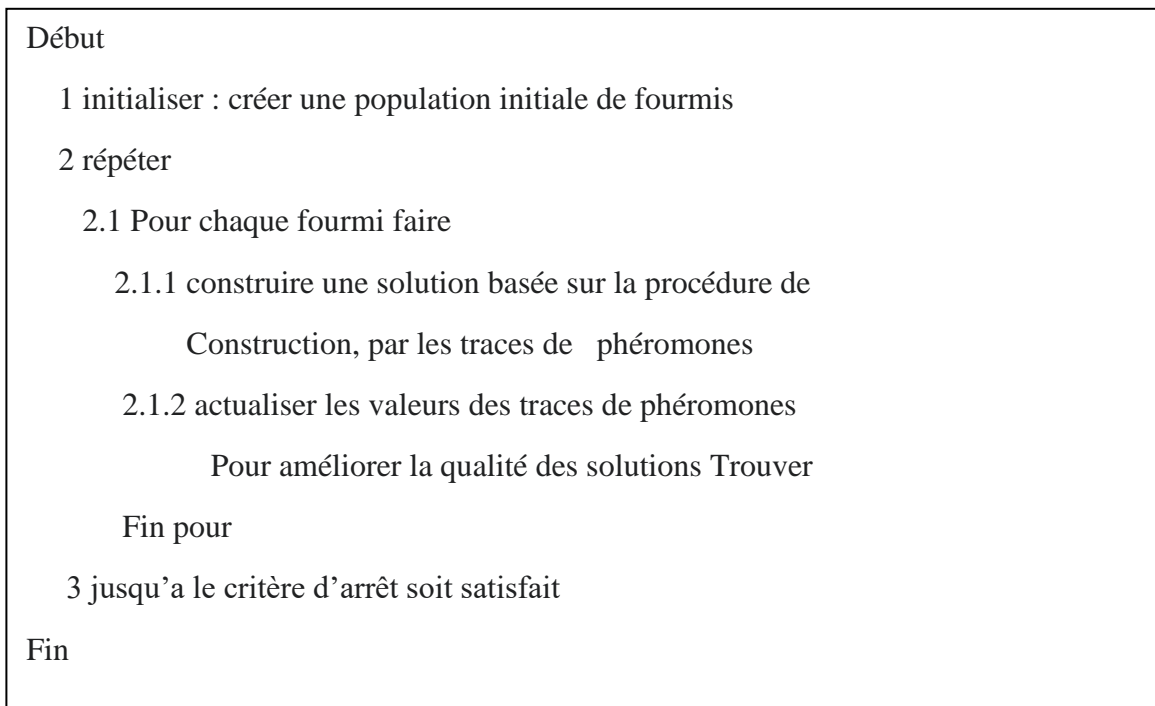 Début
1 initialiser : créer une population initiale de fourmis
2 répéter
2.1 Pour chaque fourmi faire
2.1.1 construire une solution basée sur la procédure de
Construction, par les traces de phéromones
2.1.2 actualiser les valeurs des traces de phéromones
Pour améliorer la qualité des solutions Trouver
Fin pour
3 jusqu’a le critère d’arrêt soit satisfait
Fin